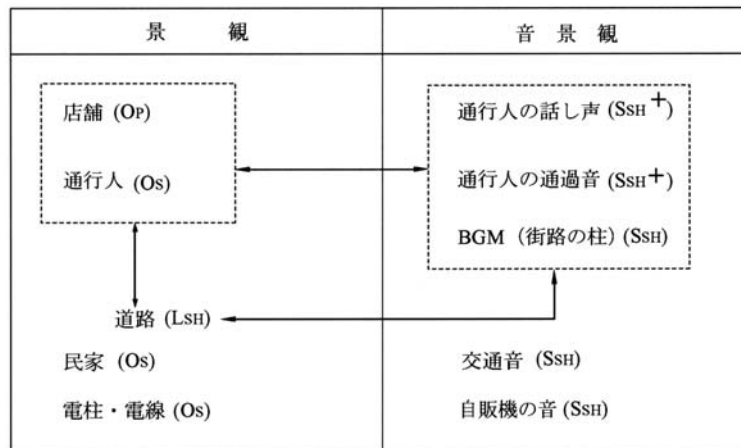 景 観
音 景 観
店舗 (OP)
通行人 (OS)
通行人の話し声 (SSH+)
通行人の通過音 (SSH+)
BGM（街路の柱）(SSH)
道路 (LSH)
民家 (OS)
電柱・電線 (OS)
交通音 (SSH)
自販機の音 (SSH)